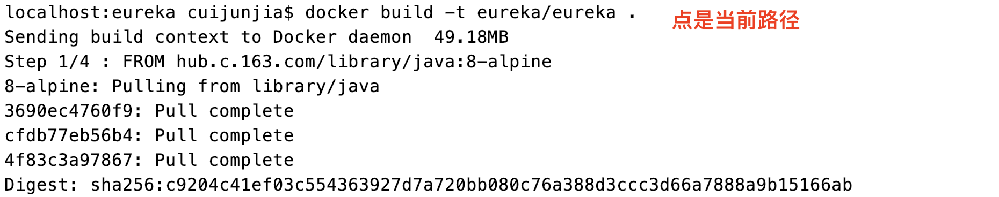 localhost:eureka cuijunjia$ docker build -t eureka/eureka . 点是当前路径
Sending build context to Docker daemon  49.18MB
Step 1/4 : FROM hub.c.163.com/library/java:8-alpine
8-alpine: Pulling from library/java
3690ec4760f9: Pull complete
cfdb77eb56b4: Pull complete
4f83c3a97867: Pull complete
Digest: sha256:c9204c41ef03c554363927d7a720bb080c76a388d3ccc3d66a7888a9b15166ab